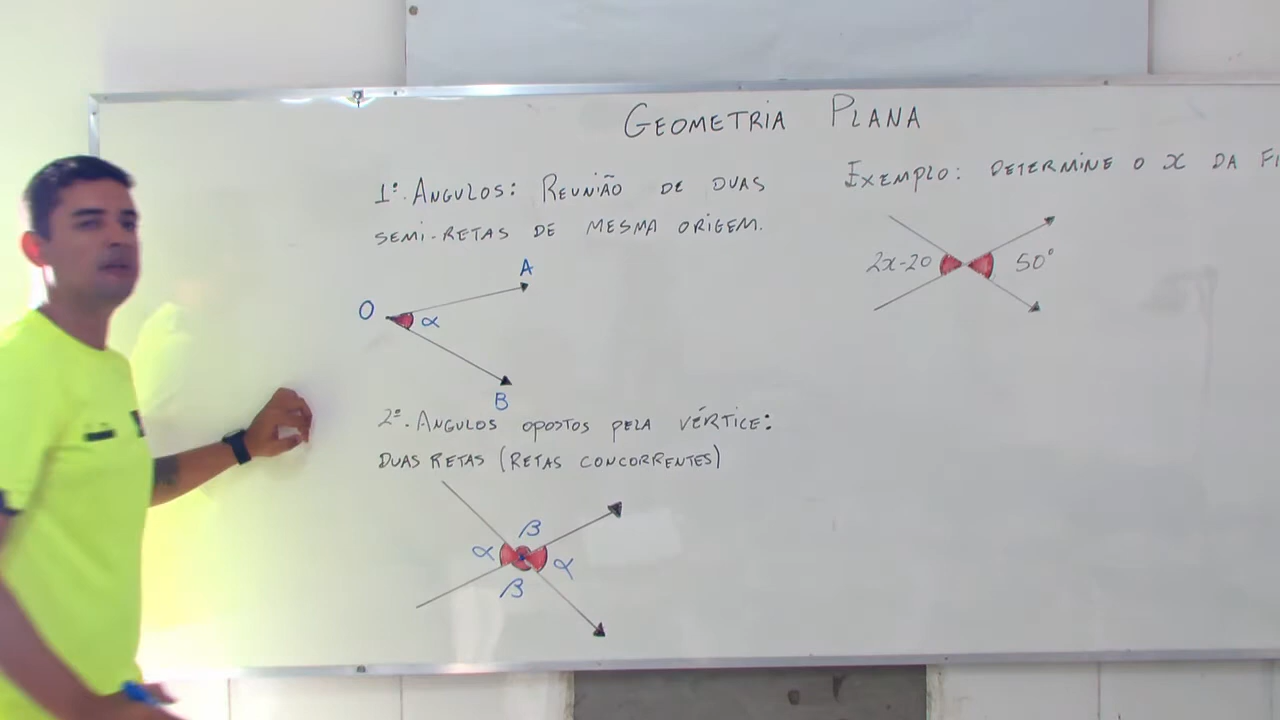 GEOMETRIA PLANA
1º. ANGULOS: REUNIÃO DE DUAS
SEMI-RETAS DE MESMA ORIGEM.
A
O
α
B
2º. ANGULOS OPOSTOS PELA VÉRTICE:
DUAS RETAS (RETAS CONCORRENTES)
β
α
α
β
EXEMPLO: DETERMINE O x DA
2x-20
50°